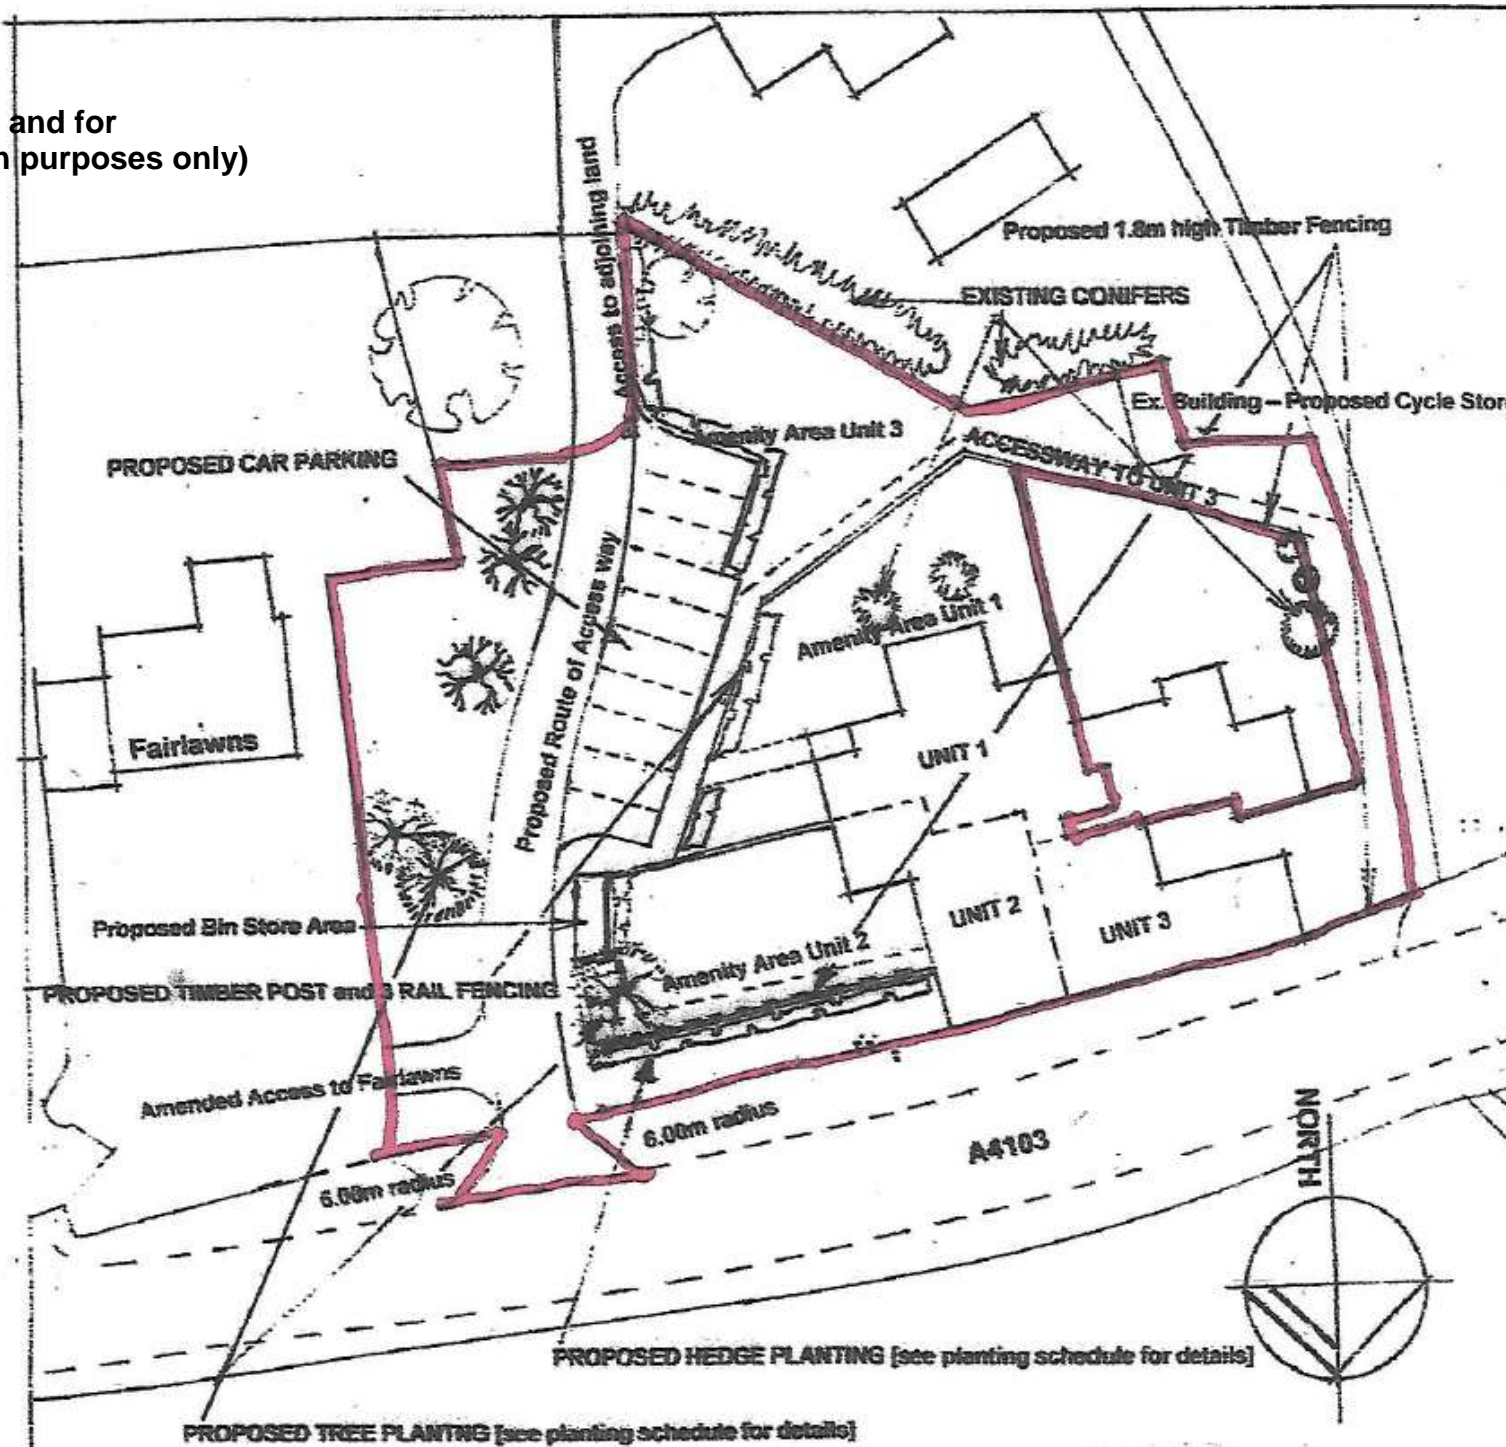 and for
purposes only)
Access to adjoining land
Proposed 1.8m high Timber Fencing
EXISTING CONIFERS
Ex. Building – Proposed Cycle Store
Amenity Area Unit 3
ACCESSWAY TO UNIT 3
PROPOSED CAR PARKING
Proposed Route of Access way
Amenity Area Unit 1
Fairlawns
UNIT 1
UNIT 2
UNIT 3
Proposed Bin Store Area
Amenity Area Unit 2
PROPOSED TIMBER POST and 3 RAIL FENCING
Amended Access to Fairlawns
6.00m radius
6.00m radius
A4103
NORTH
PROPOSED HEDGE PLANTING [see planting schedule for details]
PROPOSED TREE PLANTNG [see planting schedule for details]